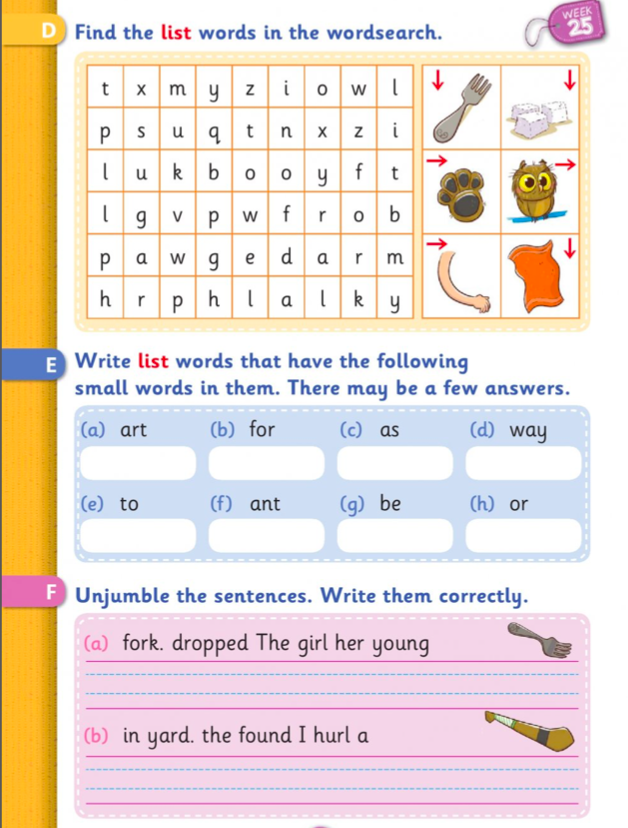 WEEK
25
D Find the list words in the wordsearch.
t x m y z i o w l
p s u q t n x z i
l u k b o o y f t
l g v p w f r o b
p a w g e d a r m
h r p h l a l k y
E Write list words that have the following
small words in them. There may be a few answers.
(a) art (b) for (c) as (d) way
(e) to (f) ant (g) be (h) or
F Unjumble the sentences. Write them correctly.
(a) fork. dropped The girl her young
(b) in yard. the found I hurl a